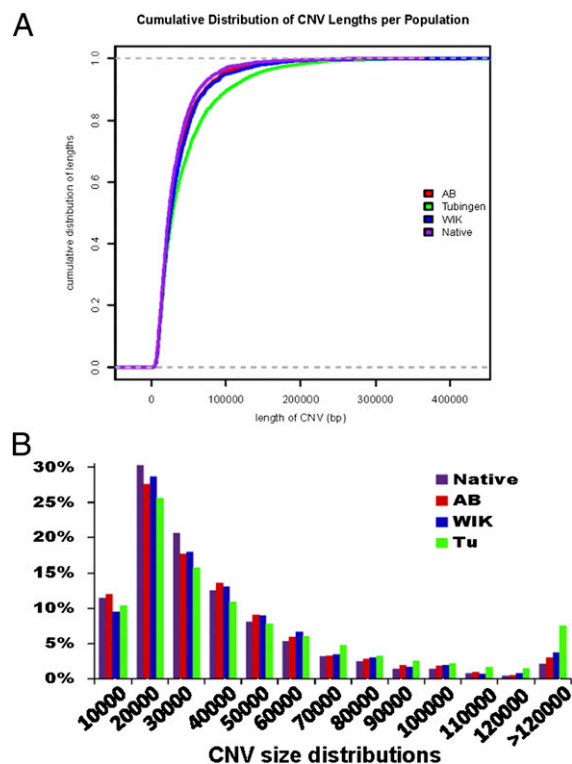 A
Cumulative Distribution of CNV Lengths per Population
cumulative distribution of lengths
1.0
0.8
0.6
0.4
0.2
0.0
AB
Tubingen
WIK
Native
0 100000 200000 300000 400000
length of CNV (bp)
B
30%
25%
20%
15%
10%
5%
0%
Native
AB
WIK
Tu
10000 20000 30000 40000 50000 60000 70000 80000 90000 100000 110000 120000 >120000
CNV size distributions